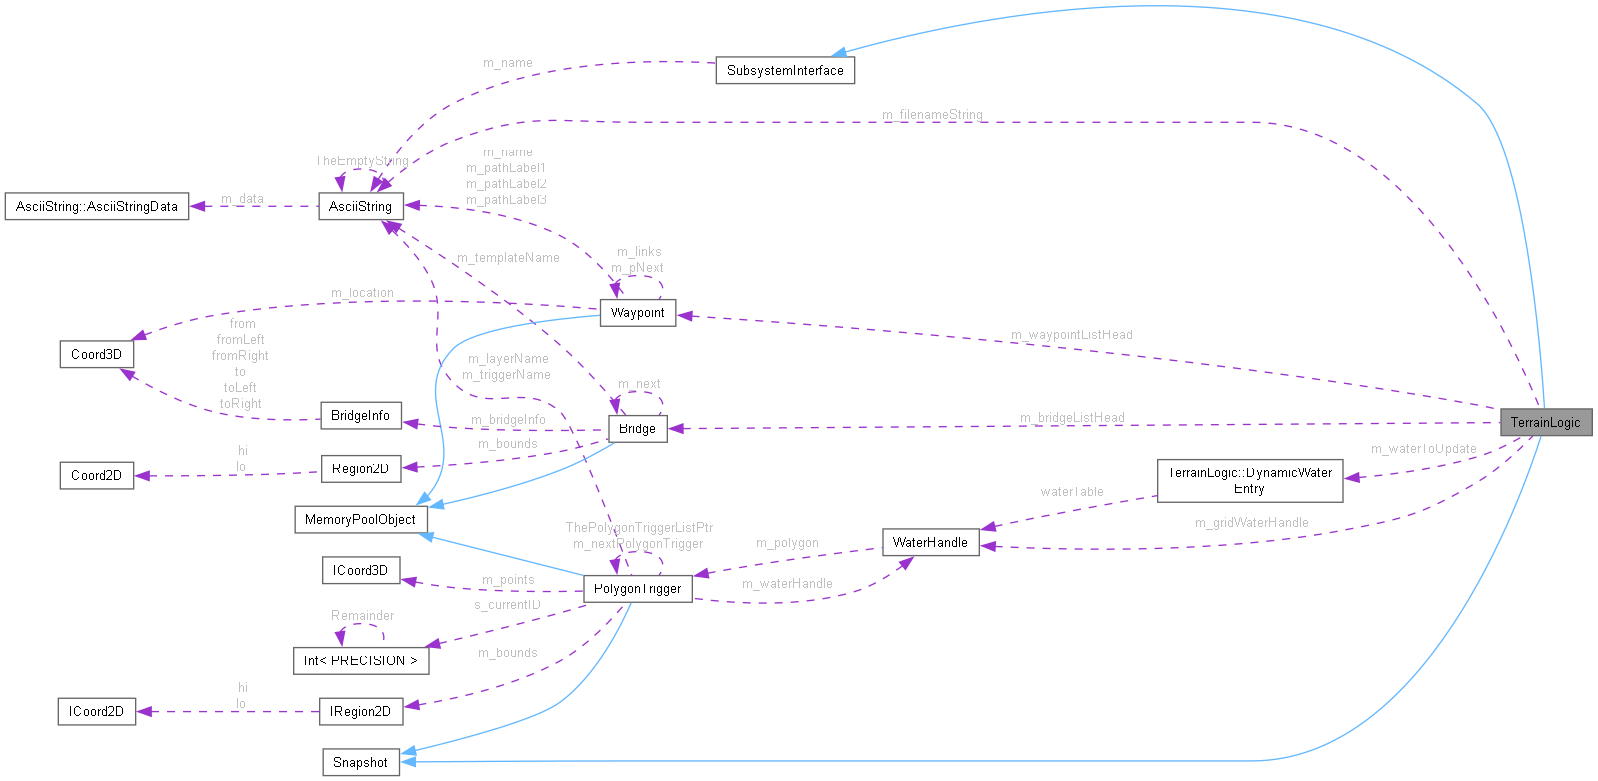 m_name
SubsystemInterface
m_filenameString
TheEmptyString
m_name
m_pathLabel1
m_pathLabel2
m_pathLabel3
AsciiString::AsciiStringData
m_data
AsciiString
m_templateName
m_links
m_pNext
m_location
Waypoint
m_waypointListHead
from
fromLeft
fromRight
to
toLeft
toRight
Coord3D
m_layerName
m_triggerName
BridgeInfo
m_bridgeInfo
m_next
Bridge
m_bridgeListHead
TerrainLogic
m_bounds
hi
lo
Coord2D
Region2D
m_waterToUpdate
TerrainLogic::DynamicWater
Entry
waterTable
MemoryPoolObject
ThePolygonTriggerListPtr
m_nextPolygonTrigger
m_polygon
WaterHandle
m_gridWaterHandle
ICoord3D
m_points
PolygonTrigger
m_waterHandle
s_currentID
Remainder
Int< PRECISION >
m_bounds
hi
lo
ICoord2D
IRegion2D
Snapshot